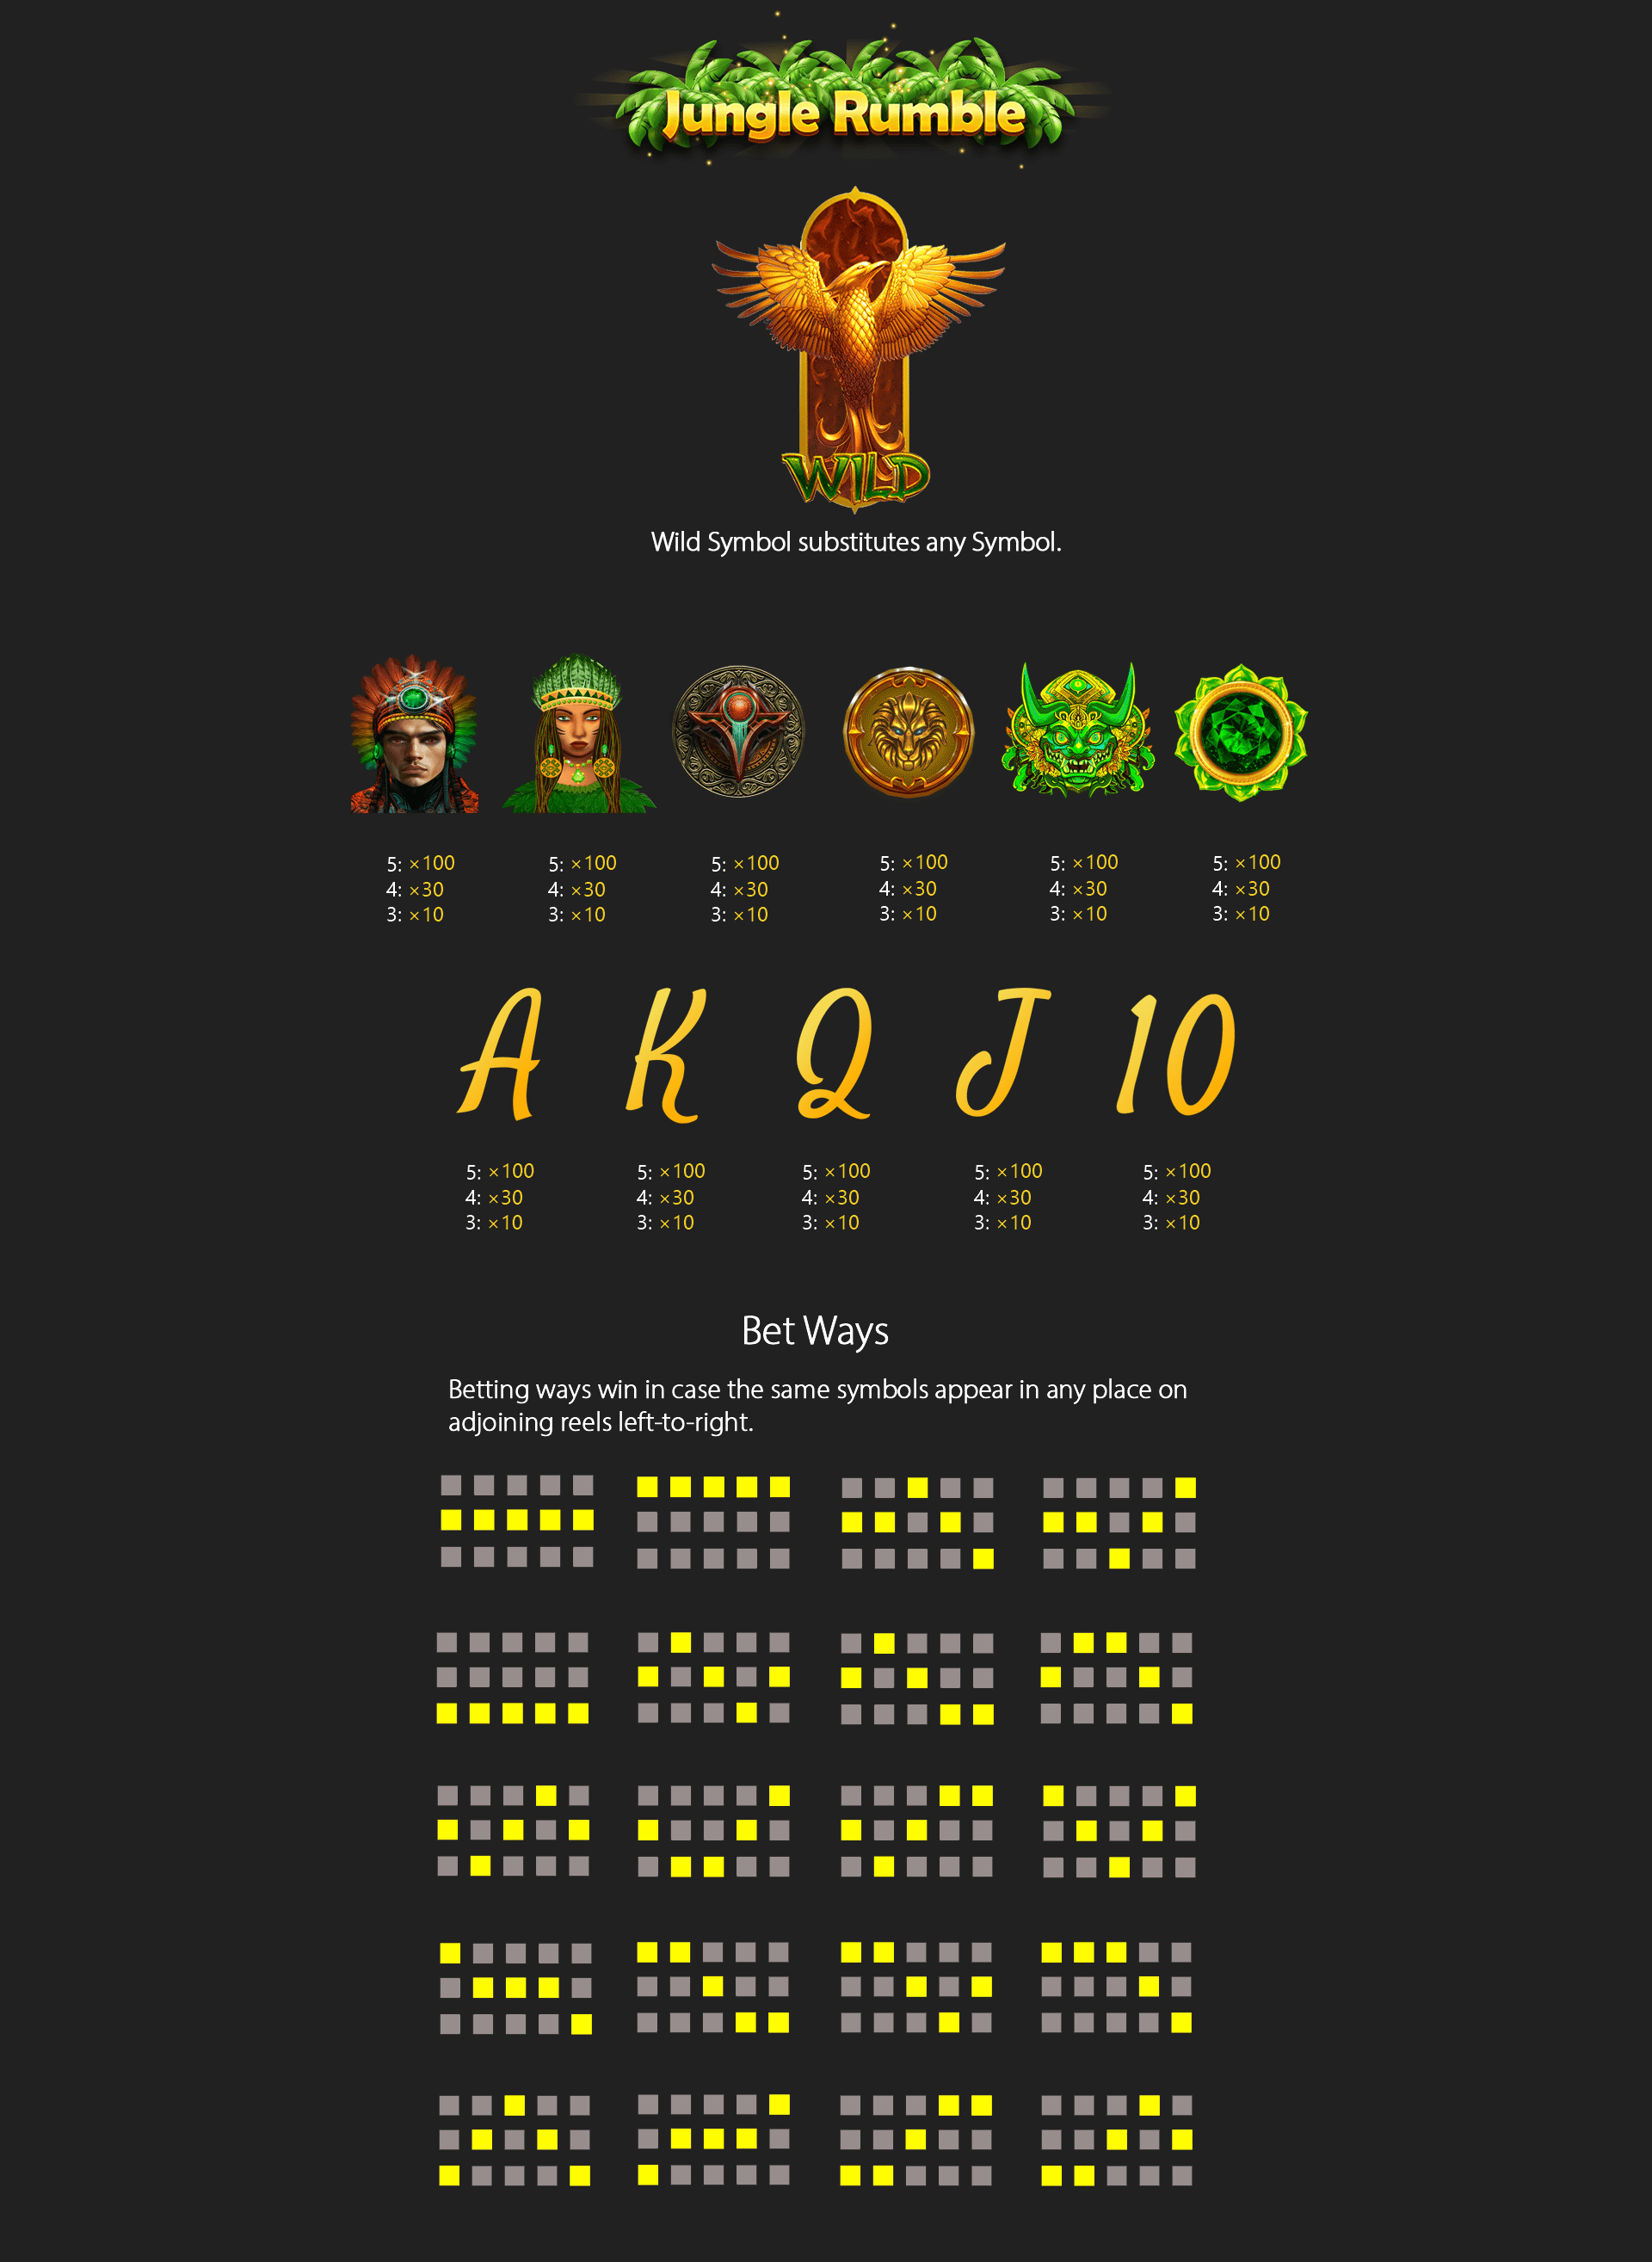 Jungle Rumble
WILD
Wild Symbol substitutes any Symbol.
5: ×100 5: ×100 5: ×100 5: ×100 5: ×100 5: ×100
4: ×30 4: ×30 4: ×30 4: ×30 4: ×30 4: ×30
3: ×10 3: ×10 3: ×10 3: ×10 3: ×10 3: ×10
A K Q J 10
5: ×100 5: ×100 5: ×100 5: ×100 5: ×100
4: ×30 4: ×30 4: ×30 4: ×30 4: ×30
3: ×10 3: ×10 3: ×10 3: ×10 3: ×10
Bet Ways
Betting ways win in case the same symbols appear in any place on
adjoining reels left-to-right.